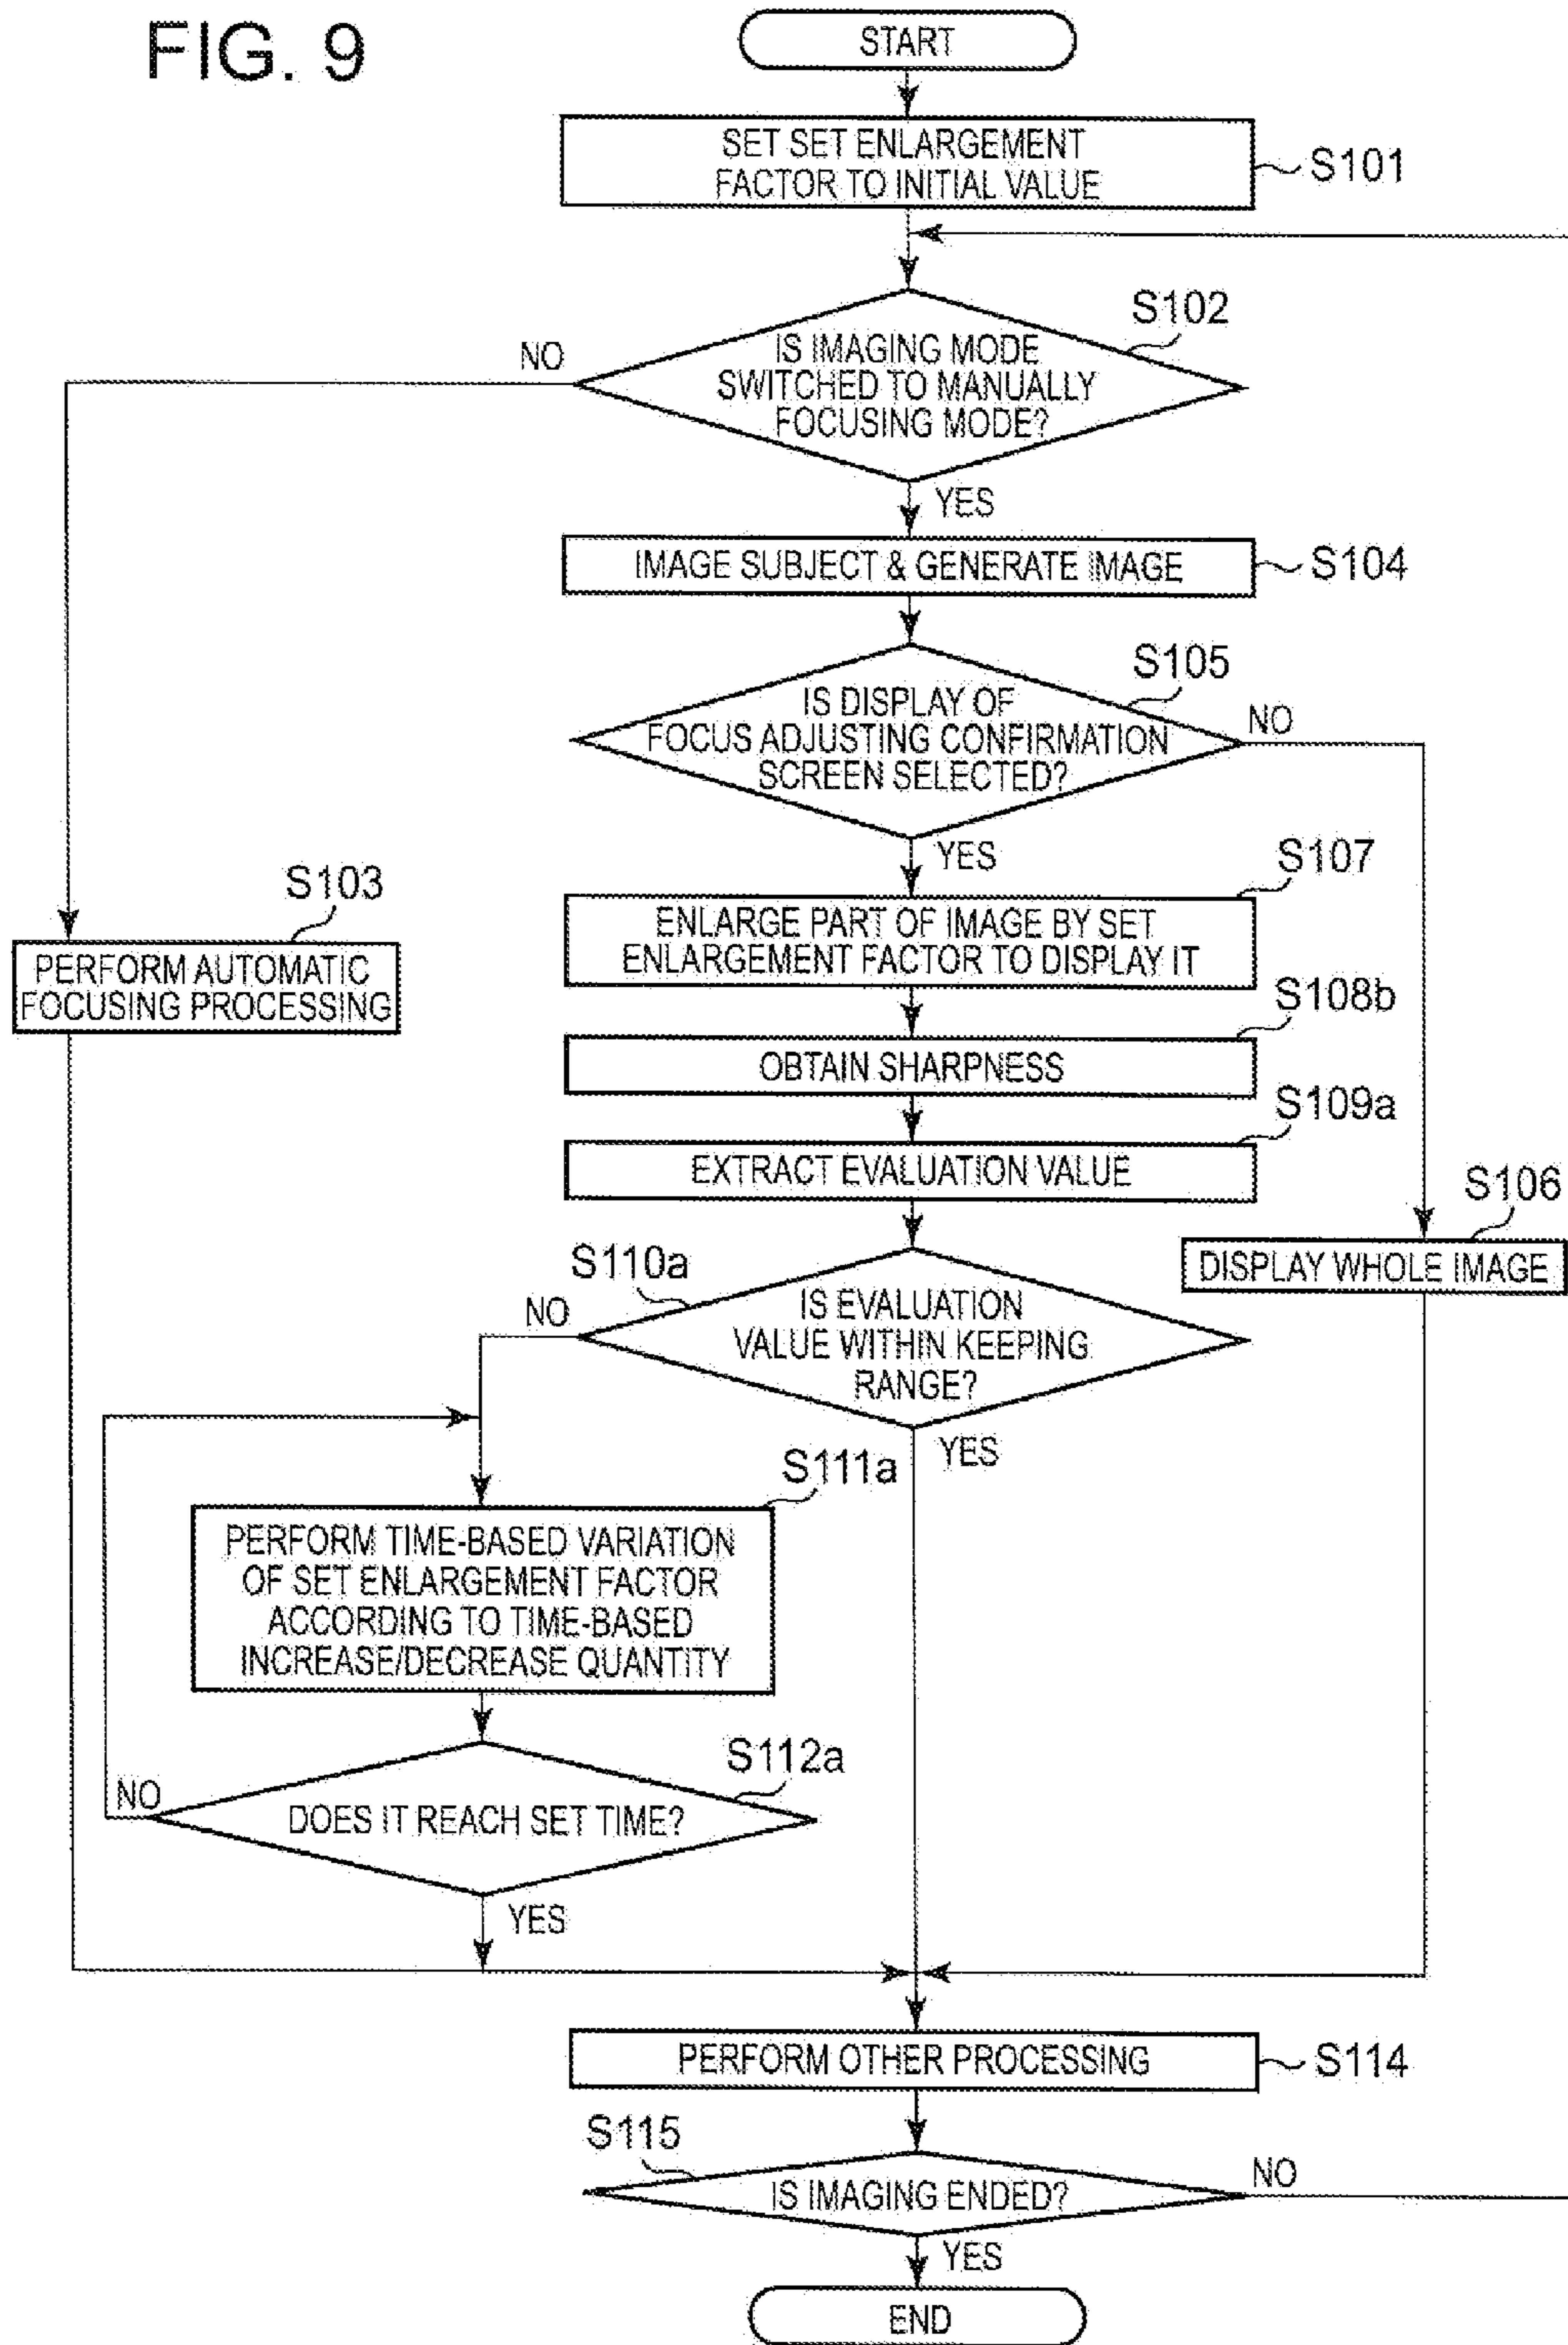 FIG. 9
START
SET SET ENLARGEMENT
FACTOR TO INITIAL VALUE
S101
S102
IS IMAGING MODE
SWITCHED TO MANUALLY
FOCUSING MODE?
NO
YES
IMAGE SUBJECT & GENERATE IMAGE
S104
S105
IS DISPLAY OF
FOCUS ADJUSTING CONFIRMATION
SCREEN SELECTED?
NO
YES
S103
PERFORM AUTOMATIC
FOCUSING PROCESSING
S107
ENLARGE PART OF IMAGE BY SET
ENLARGEMENT FACTOR TO DISPLAY IT
S108b
OBTAIN SHARPNESS
S109a
EXTRACT EVALUATION VALUE
S106
DISPLAY WHOLE IMAGE
S110a
IS EVALUATION
VALUE WITHIN KEEPING
RANGE?
NO
YES
S111a
PERFORM TIME-BASED VARIATION
OF SET ENLARGEMENT FACTOR
ACCORDING TO TIME-BASED
INCREASE/DECREASE QUANTITY
S112a
NO
DOES IT REACH SET TIME?
YES
PERFORM OTHER PROCESSING
S114
S115
IS IMAGING ENDED?
NO
YES
END